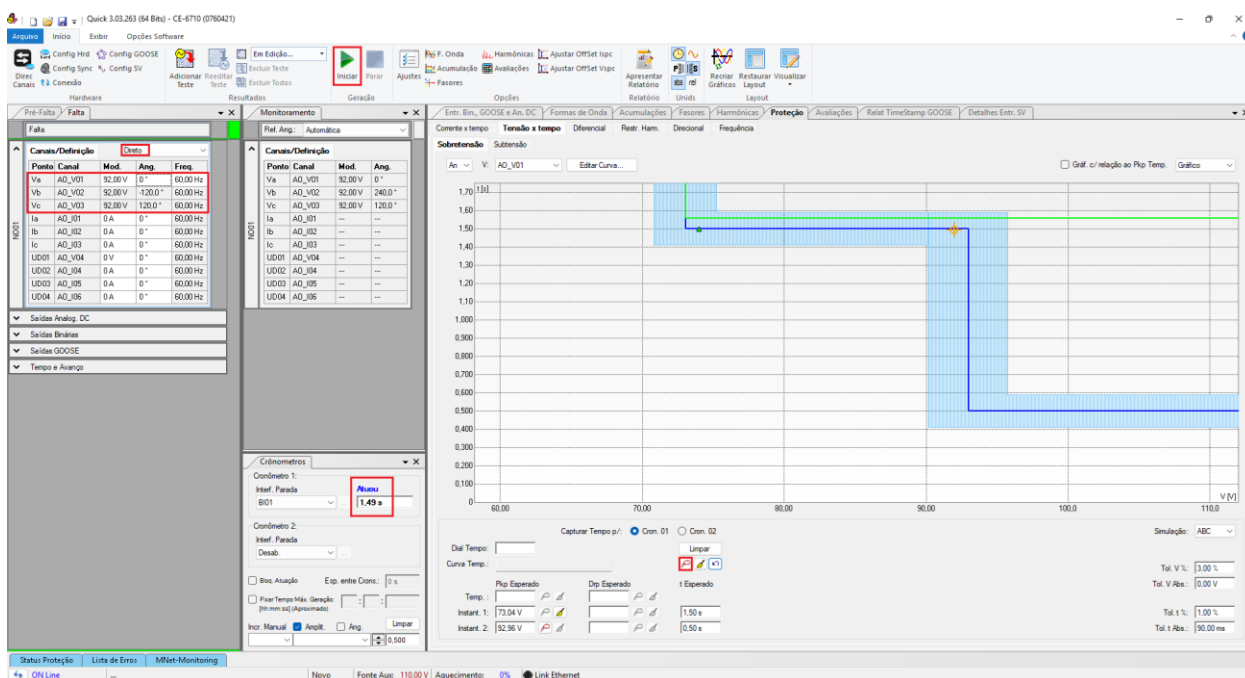 Quick 3.03.263 (64 Bits) - CE-6710 (0760421)
Arquivo Início Exibir Opções Software
Direc Canais
Config Hrd Config GOOSE
Config Sync Config SV
Conexão
Hardware
Adicionar Teste
Reeditar Teste
Em Edição...
Excluir Teste
Excluir Todos
Resultados
Iniciar Parar
Geração
Ajustes
F. Onda Harmônicas Ajustar OffSet Ispc
Acumulação Avaliações Ajustar OffSet Vspc
Fasores
Opções
Apresentar Relatório
Relatório
Unids
Recriar Gráficos
Restaurar Layout
Visualizar
Layout
Pré-Falta Falta
Falta
Canais/Definição Direto
Ponto Canal Mod. Ang. Freq.
Va AO_V01 92,00 V 0 ° 60,00 Hz
Vb AO_V02 92,00 V -120,0 ° 60,00 Hz
Vc AO_V03 92,00 V 120,0 ° 60,00 Hz
Ia AO_I01 0 A 0 ° 60,00 Hz
Ib AO_I02 0 A 0 ° 60,00 Hz
Ic AO_I03 0 A 0 ° 60,00 Hz
UD01 AO_V04 0 V 0 ° 60,00 Hz
UD02 AO_I04 0 A 0 ° 60,00 Hz
UD03 AO_I05 0 A 0 ° 60,00 Hz
UD04 AO_I06 0 A 0 ° 60,00 Hz
NO01
Saídas Analog. DC
Saídas Binárias
Saídas GOOSE
Tempo e Avanço
Monitoramento
Ref. Ang.: Automática
Canais/Definição
Ponto Canal Mod. Ang.
Va AO_V01 92,00 V 0 °
Vb AO_V02 92,00 V 240,0 °
Vc AO_V03 92,00 V 120,0 °
Ia AO_I01 --- ---
Ib AO_I02 --- ---
Ic AO_I03 --- ---
UD01 AO_V04 --- ---
UD02 AO_I04 --- ---
UD03 AO_I05 --- ---
UD04 AO_I06 --- ---
NO01
Crônometros
Cronômetro 1:
Interf. Parada Atuou
BI01 ... 1,49 s
Cronômetro 2:
Interf. Parada
Desab. ...
Bloq. Atuação Esp. entre Crons.: 0 s
Fixar Tempo Máx. Geração:
[hh:mm:ss] (Aproximado)
Incr. Manual Amplit. Ang. Limpar
0,500
Entr. Bin., GOOSE e An. DC Formas de Onda Acumulações Fasores Harmônicas Proteção Avaliações Relat TimeStamp GOOSE Detalhes Entr. SV
Corrente x tempo Tensão x tempo Diferencial Restr. Harm. Direcional Frequência
Sobretensão Subtensão
An V: AO_V01 Editar Curva... Gráf. c/ relação ao Pkp Temp. Gráfico
t [s]
1,70
1,60
1,50
1,40
1,30
1,20
1,10
1,000
0,900
0,800
0,700
0,600
0,500
0,400
0,300
0,200
0,100
0
V [V]
60,00 70,00 80,00 90,00 100,0 110,0
Capturar Tempo p/: Cron. 01 Cron. 02 Simulação: ABC
Dial Tempo: Limpar
Curva Temp.: Tol. V %: 3,00 %
Pkp Esperado Drp Esperado t Esperado Tol. V Abs.: 0,00 V
Temp. :
Instant. 1: 73,04 V 1,50 s Tol. t %: 1,00 %
Instant. 2: 92,96 V 0,50 s Tol. t Abs.: 90,00 ms
Status Proteção Lista de Erros MNet-Monitoring
ON Line ... Novo Fonte Aux: 110,00 V Aquecimento: 0% Link Ethernet